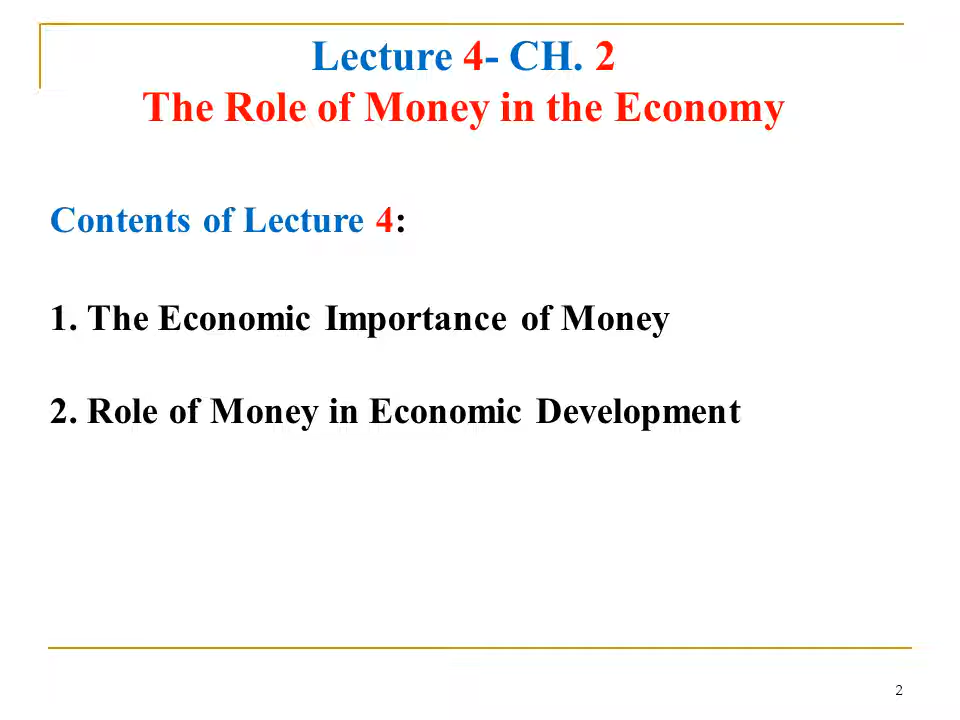 Lecture 4- CH. 2
The Role of Money in the Economy
Contents of Lecture 4:
1. The Economic Importance of Money
2. Role of Money in Economic Development
2